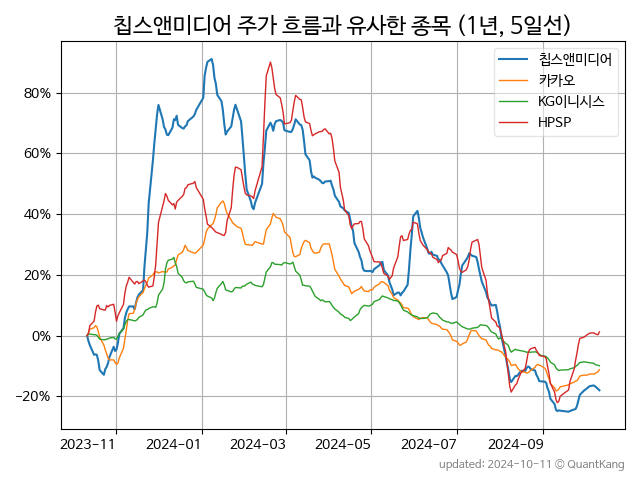 칩스앤미디어 주가 흐름과 유사한 종목 (1년, 5일선)
칩스앤미디어
카카오
KG이니시스
HPSP
80%
60%
40%
20%
0%
−20%
2023-11
2024-01
2024-03
2024-05
2024-07
2024-09
updated: 2024-10-11 © QuantKang